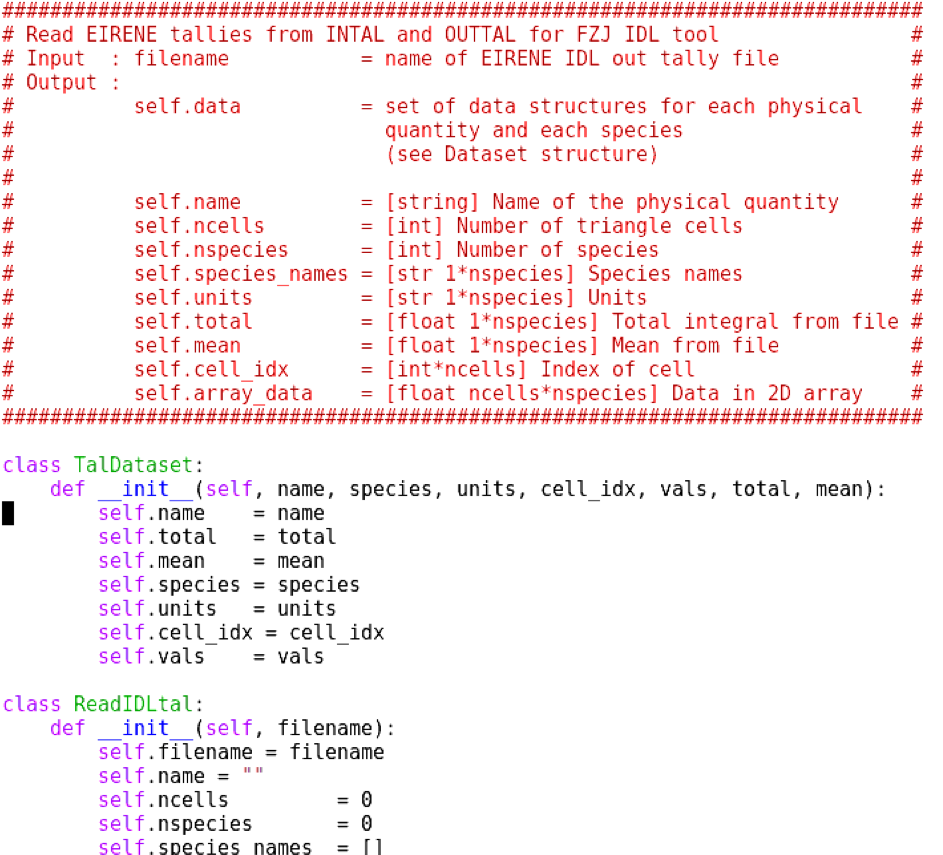 #############################################################################
# Read EIRENE tallies from INTAL and OUTTAL for FZJ IDL tool                #
# Input  : filename           = name of EIRENE IDL out tally file           #
# Output :                                                                  #
#          self.data          = set of data structures for each physical    #
#                               quantity and each species                   #
#                               (see Dataset structure)                     #
#                                                                           #
#          self.name          = [string] Name of the physical quantity      #
#          self.ncells        = [int] Number of triangle cells              #
#          self.nspecies      = [int] Number of species                     #
#          self.species_names = [str 1*nspecies] Species names              #
#          self.units         = [str 1*nspecies] Units                      #
#          self.total         = [float 1*nspecies] Total integral from file #
#          self.mean          = [float 1*nspecies] Mean from file           #
#          self.cell_idx      = [int*ncells] Index of cell                  #
#          self.array_data    = [float ncells*nspecies] Data in 2D array    #
#############################################################################

class TalDataset:
    def __init__(self, name, species, units, cell_idx, vals, total, mean):
        self.name    = name
        self.total   = total
        self.mean    = mean
        self.species = species
        self.units   = units
        self.cell_idx = cell_idx
        self.vals    = vals

class ReadIDLtal:
    def __init__(self, filename):
        self.filename = filename
        self.name = ""
        self.ncells         = 0
        self.nspecies       = 0
        self.species_names  = []